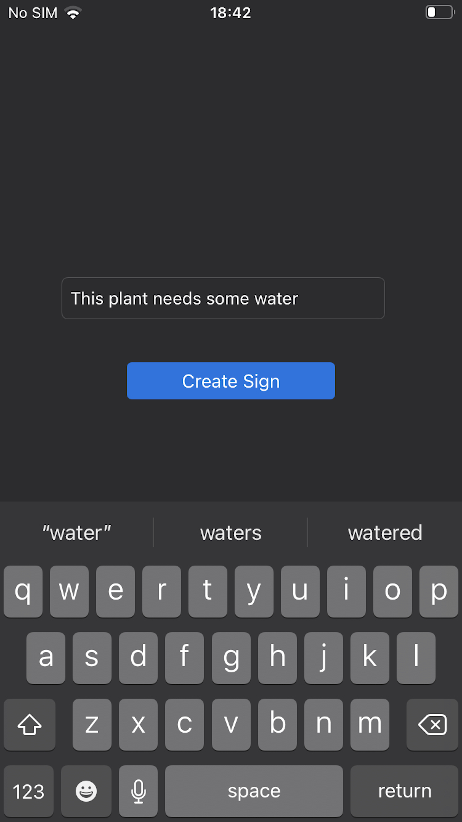 No SIM 18:42
This plant needs some water
Create Sign
“water” waters watered
q w e r t y u i o p
a s d f g h j k l
z x c v b n m
123 space return